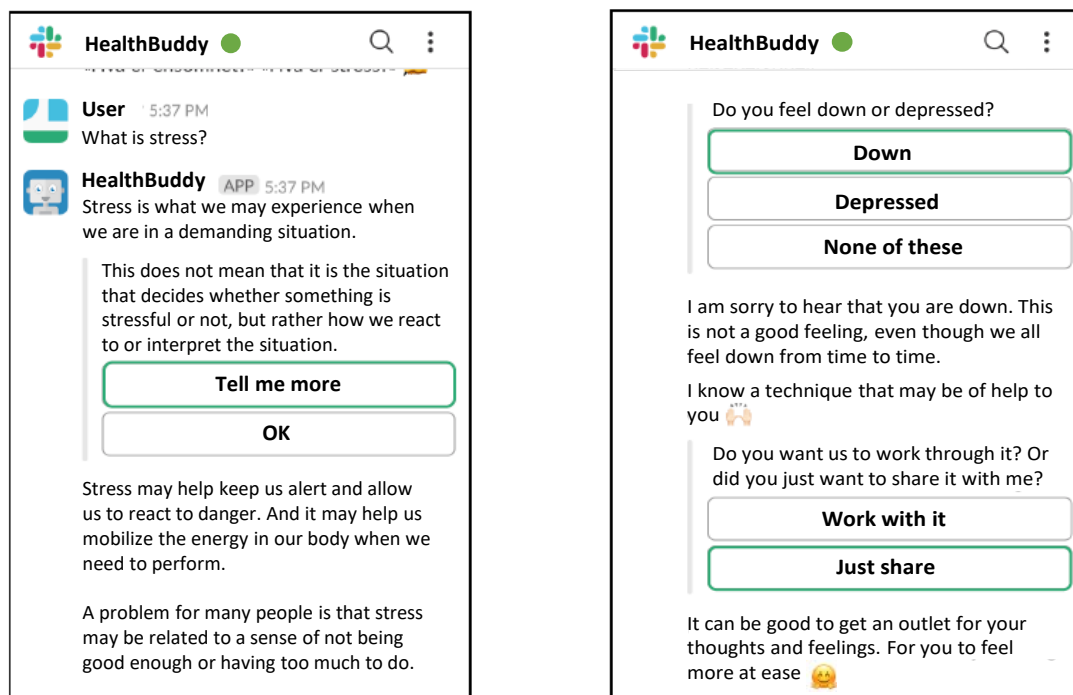 HealthBuddy
User 5:37 PM
What is stress?
HealthBuddy APP 5:37 PM
Stress is what we may experience when
we are in a demanding situation.
This does not mean that it is the situation
that decides whether something is
stressful or not, but rather how we react
to or interpret the situation.
Tell me more
OK
Stress may help keep us alert and allow
us to react to danger. And it may help us
mobilize the energy in our body when we
need to perform.
A problem for many people is that stress
may be related to a sense of not being
good enough or having too much to do.
HealthBuddy
Do you feel down or depressed?
Down
Depressed
None of these
I am sorry to hear that you are down. This
is not a good feeling, even though we all
feel down from time to time.
I know a technique that may be of help to
you
Do you want us to work through it? Or
did you just want to share it with me?
Work with it
Just share
It can be good to get an outlet for your
thoughts and feelings. For you to feel
more at ease